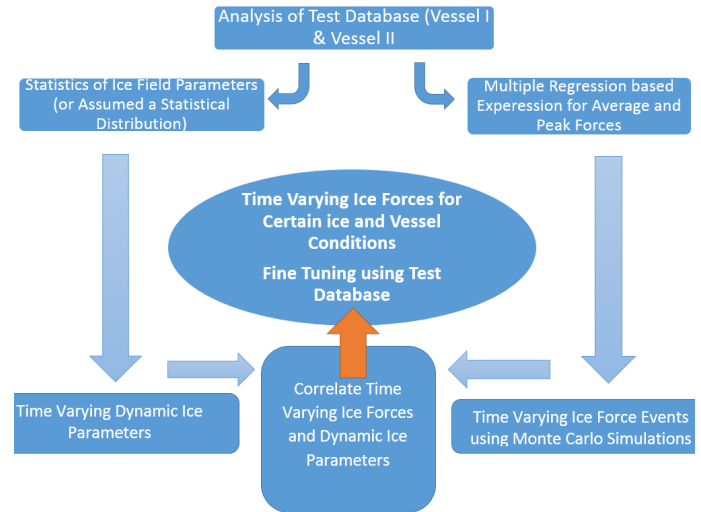 Analysis of Test Database (Vessel I
& Vessel II
Statistics of Ice Field Parameters
(or Assumed a Statistical
Distribution)
Multiple Regression based
Experession for Average and
Peak Forces
Time Varying Ice Forces for
Certain ice and Vessel
Conditions
Fine Tuning using Test
Database
Time Varying Dynamic Ice
Parameters
Correlate Time
Varying Ice Forces
and Dynamic Ice
Parameters
Time Varying Ice Force Events
using Monte Carlo Simulations